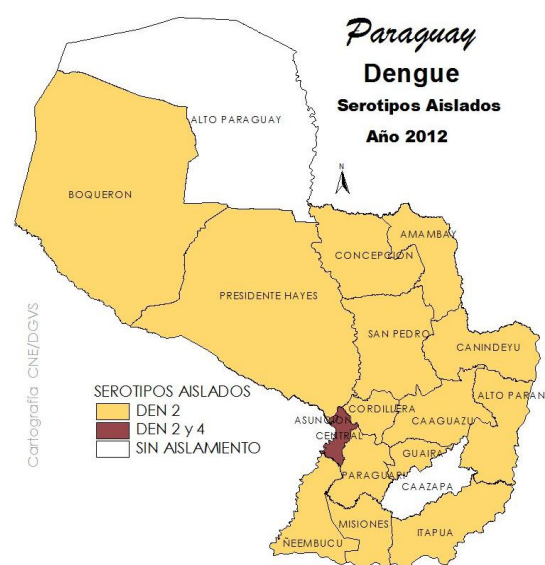 Paraguay
Dengue
Serotipos Aislados
Año 2012
N
ALTO PARAGUAY
BOQUERON
AMAMBAY
CONCEPCIÓN
PRESIDENTE HAYES
SAN PEDRO
CANINDEYU
ALTO PARAN
CORDILLERA
ASUNCION
CAAGUAZU
CENTRAL
GUAIRA
PARAGUARI
CAAZAPA
MISIONES
ITAPUA
ÑEEMBUCU
SEROTIPOS AISLADOS
DEN 2
DEN 2 y 4
SIN AISLAMIENTO
Cartografía CNE/DGVS